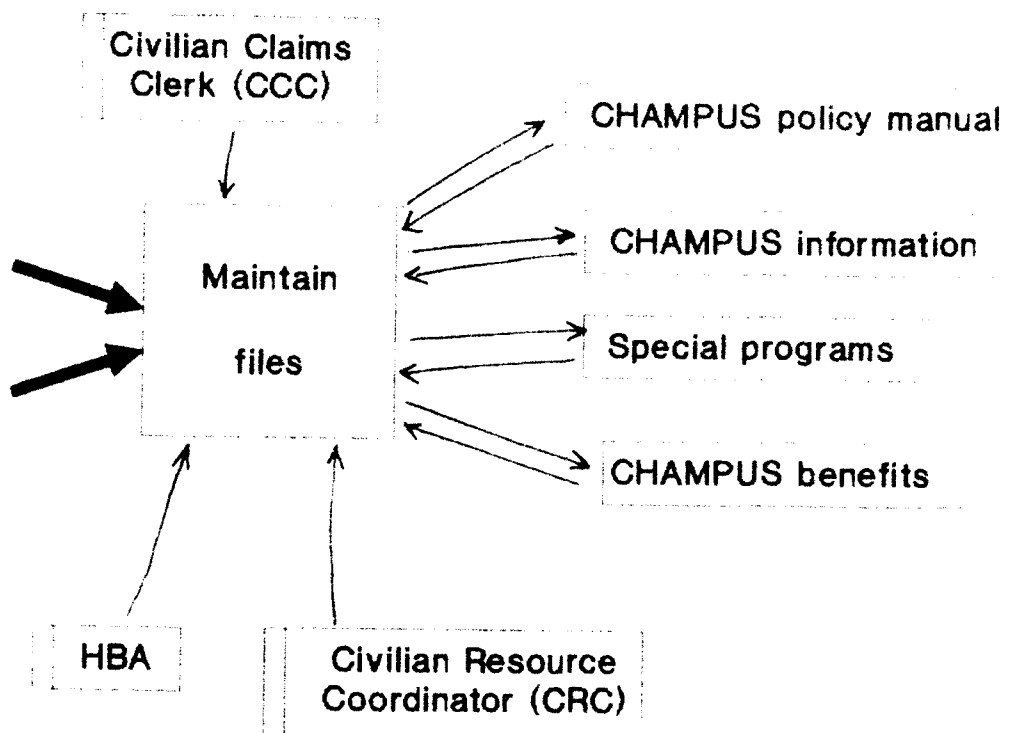 Civilian Claims
Clerk (CCC)
CHAMPUS policy manual
CHAMPUS information
Maintain
files
Special programs
CHAMPUS benefits
HBA
Civilian Resource
Coordinator (CRC)